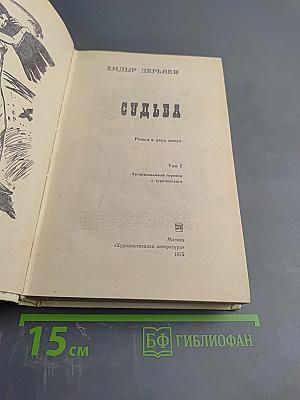 ХИДЫР ДЕРЬЯЕВ
СУДЬБА
Роман в двух томах
Том I
Авторизованный перевод
с туркменского
Москва
«Художественная литература»
1975
15 см
БФ ГИБЛИОФАН